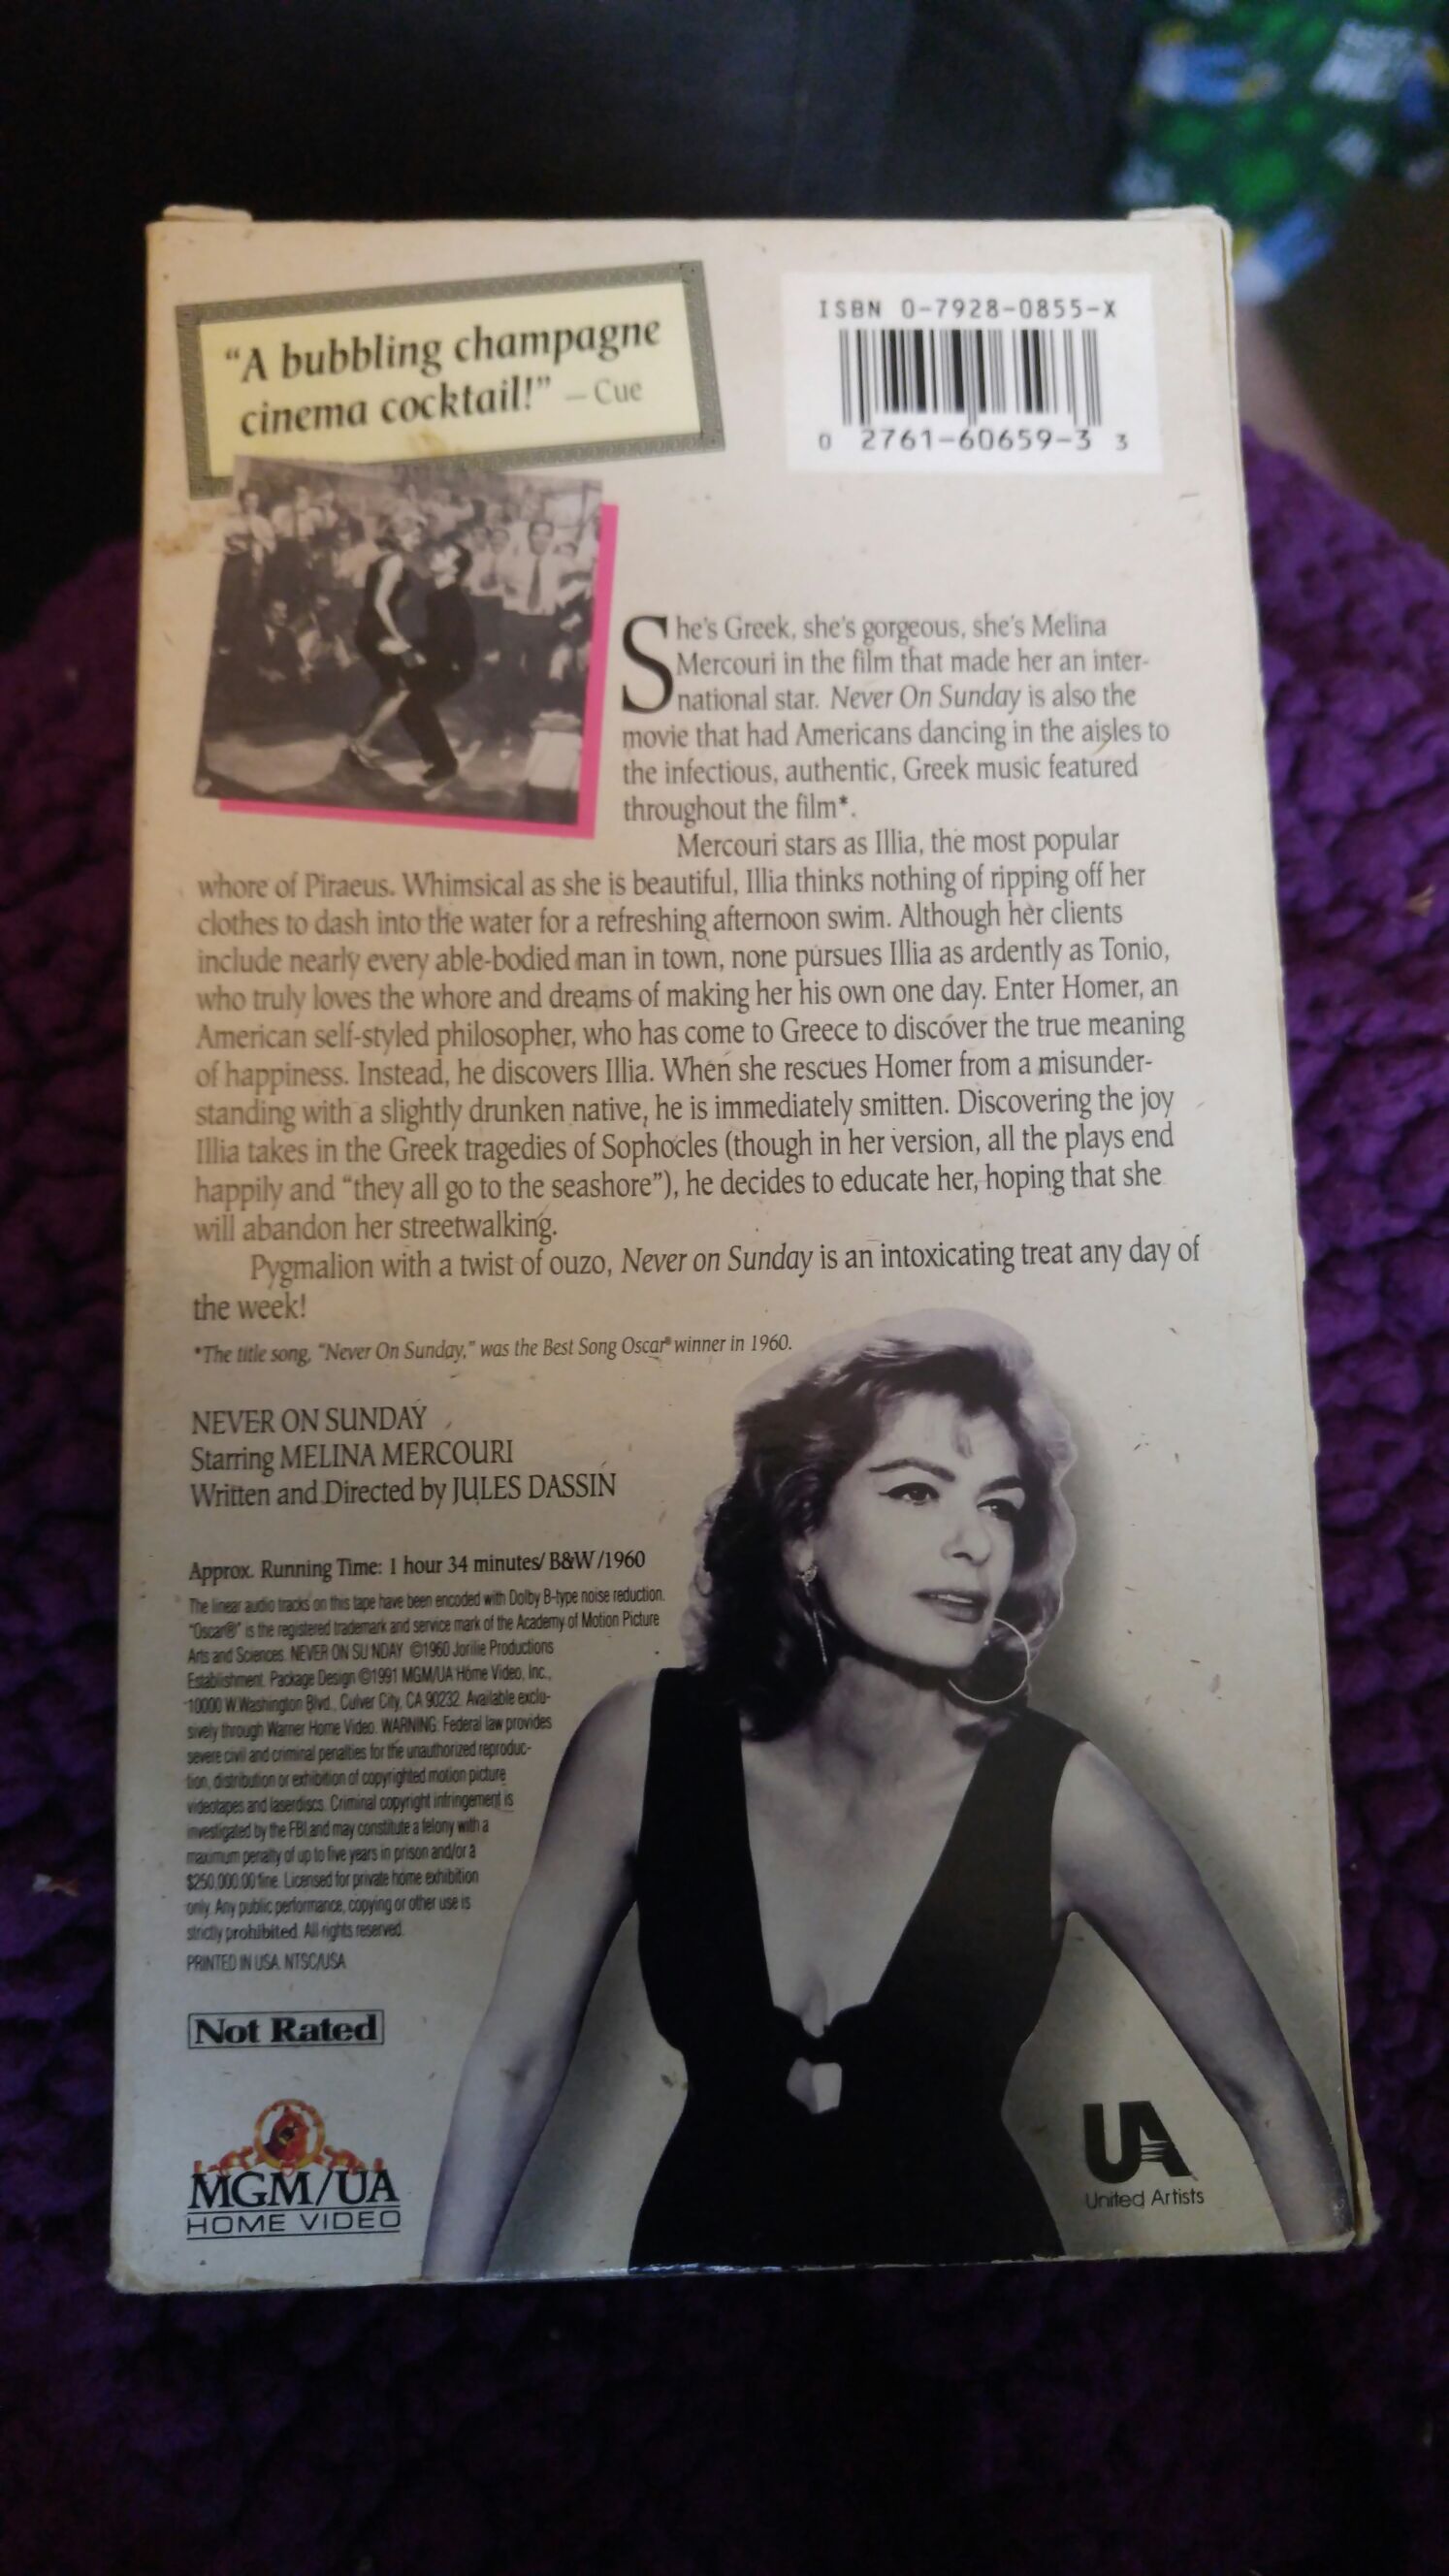 "A bubbling champagne
cinema cocktail!" – Cue
ISBN 0-7928-0855-X
0 2761-60659-3 3
She's Greek, she's gorgeous, she's Melina
Mercouri in the film that made her an inter-
national star. Never On Sunday is also the
movie that had Americans dancing in the aisles to
the infectious, authentic, Greek music featured
throughout the film*.
Mercouri stars as Illia, the most popular
whore of Piraeus. Whimsical as she is beautiful, Illia thinks nothing of ripping off her
clothes to dash into the water for a refreshing afternoon swim. Although her clients
include nearly every able-bodied man in town, none pursues Illia as ardently as Tonio,
who truly loves the whore and dreams of making her his own one day. Enter Homer, an
American self-styled philosopher, who has come to Greece to discover the true meaning
of happiness. Instead, he discovers Illia. When she rescues Homer from a misunder-
standing with a slightly drunken native, he is immediately smitten. Discovering the joy
Illia takes in the Greek tragedies of Sophocles (though in her version, all the plays end
happily and "they all go to the seashore"), he decides to educate her, hoping that she
will abandon her streetwalking.
Pygmalion with a twist of ouzo, Never on Sunday is an intoxicating treat any day of
the week!
*The title song, "Never On Sunday," was the Best Song Oscar® winner in 1960.
NEVER ON SUNDAY
Starring MELINA MERCOURI
Written and Directed by JULES DASSIN
Approx. Running Time: 1 hour 34 minutes/ B&W/1960
The linear audio tracks on this tape have been encoded with Dolby B-type noise reduction.
"Oscar®" is the registered trademark and service mark of the Academy of Motion Picture
Arts and Sciences. NEVER ON SUNDAY ©1960 Jorilie Productions
Establishment. Package Design ©1991 MGM/UA Home Video, Inc.,
10000 W. Washington Blvd., Culver City, CA 90232. Available exclu-
sively through Warner Home Video. WARNING: Federal law provides
severe civil and criminal penalties for the unauthorized reproduc-
tion, distribution or exhibition of copyrighted motion picture
videotapes and laserdiscs. Criminal copyright infringement is
investigated by the FBI and may constitute a felony with a
maximum penalty of up to five years in prison and/or a
$250,000.00 fine. Licensed for private home exhibition
only. Any public performance, copying or other use is
strictly prohibited. All rights reserved.
PRINTED IN USA. NTSC/USA
Not Rated
MGM/UA
HOME VIDEO
UA
United Artists